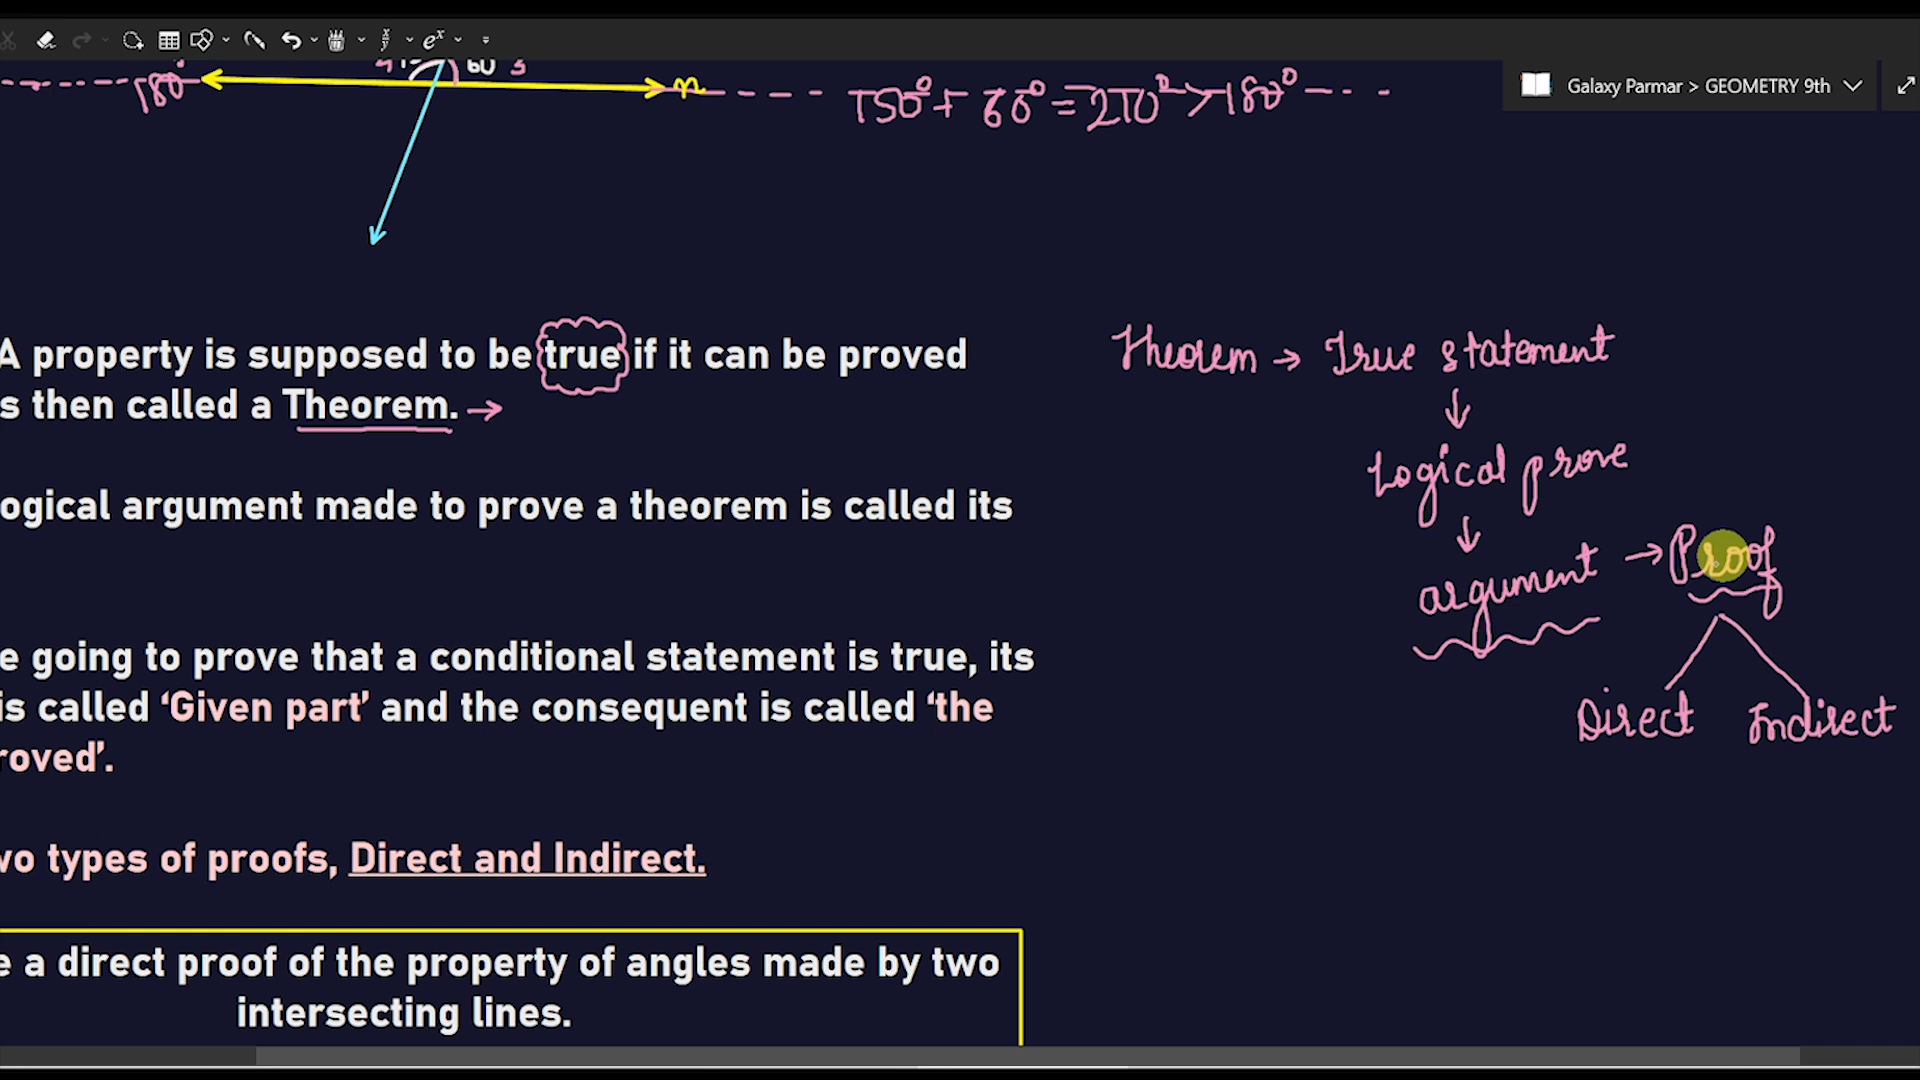 Galaxy Parmar > GEOMETRY 9th
180
60 3
n
150° + 60° = 210° > 180°
A property is supposed to be true if it can be proved
s then called a Theorem. →
ogical argument made to prove a theorem is called its
e going to prove that a conditional statement is true, its
is called ‘Given part’ and the consequent is called ‘the
roved’.
wo types of proofs, Direct and Indirect.
e a direct proof of the property of angles made by two
intersecting lines.
Theorem → True statement
↓
Logical prove
↓
argument → Proof
Direct Indirect